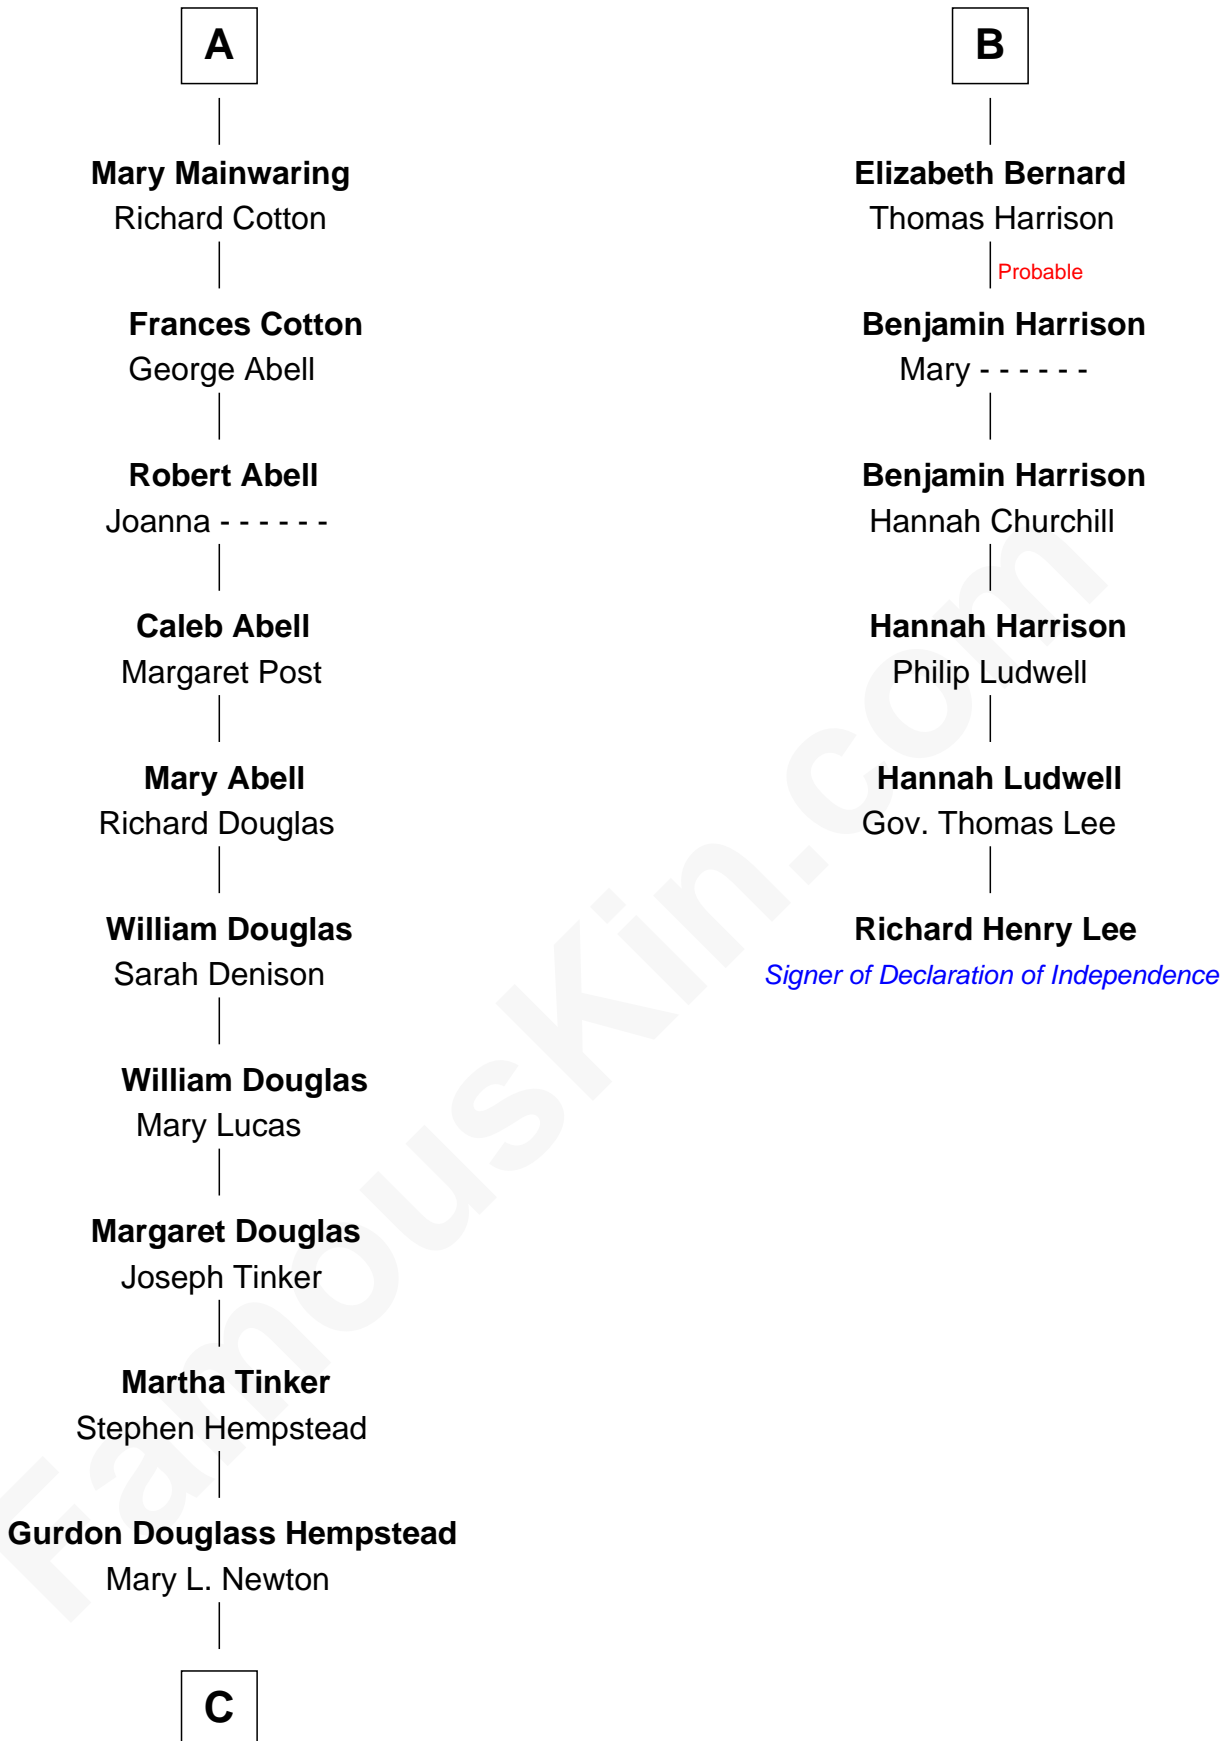 A
Mary Mainwaring
Richard Cotton
Frances Cotton
George Abell
Robert Abell
Joanna - - - - - -
Caleb Abell
Margaret Post
Mary Abell
Richard Douglas
William Douglas
Sarah Denison
William Douglas
Mary Lucas
Margaret Douglas
Joseph Tinker
Martha Tinker
Stephen Hempstead
Gurdon Douglass Hempstead
Mary L. Newton
C
B
Elizabeth Bernard
Thomas Harrison
Probable
Benjamin Harrison
Mary - - - - - -
Benjamin Harrison
Hannah Churchill
Hannah Harrison
Philip Ludwell
Hannah Ludwell
Gov. Thomas Lee
Richard Henry Lee
Signer of Declaration of Independence
FamousKin.com